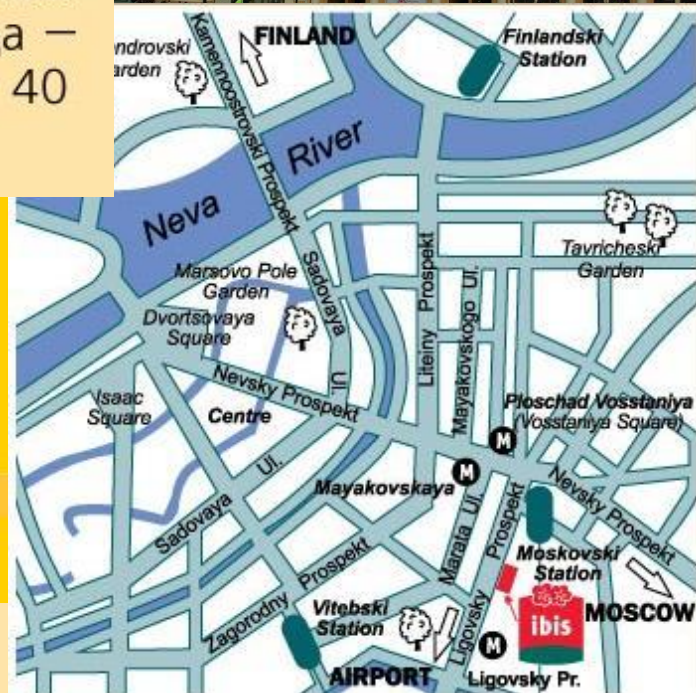 a –
40
FINLAND
Finlandski
Station
Kamennoostrovski Prospekt
ndrovski
arden
Neva
River
Tavricheski
Garden
Marsovo Pole
Garden
Sadovaya
Ul.
Dvortsovaya
Square
Liteiny Prospekt
Mayakovskogo Ul.
Isaac
Square
Nevsky Prospekt
Centre
Ploschad Vosstaniya
(Vosstaniya Square)
M
Mayakovskaya
M
Sadovaya Ul.
Nevsky Prospekt
Marata Ul.
Ligovsky Prospekt
Moskovski
Station
Zagorodny Prospekt
Vitebski
Station
MOSCOW
ibis
M
AIRPORT
Ligovsky Pr.